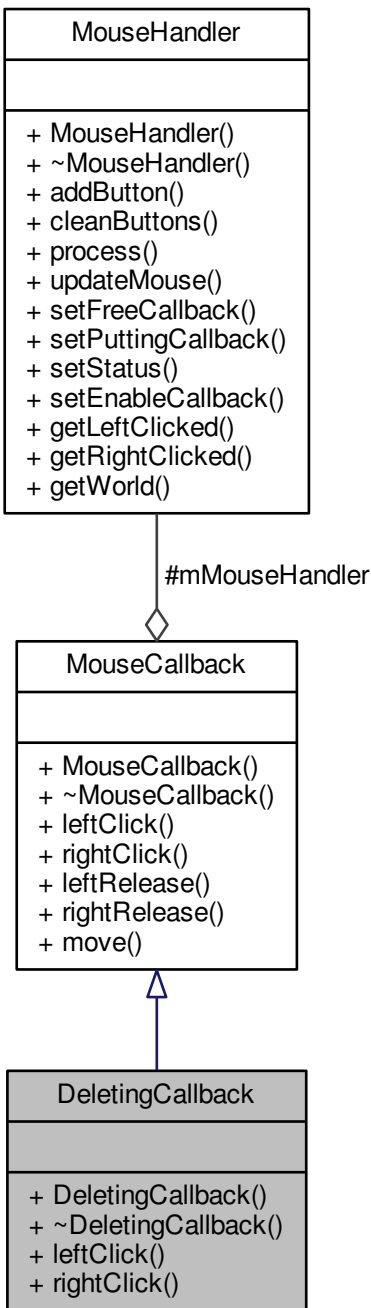 MouseHandler
+ MouseHandler()
+ ~MouseHandler()
+ addButton()
+ cleanButtons()
+ process()
+ updateMouse()
+ setFreeCallback()
+ setPuttingCallback()
+ setStatus()
+ setEnableCallback()
+ getLeftClicked()
+ getRightClicked()
+ getWorld()
#mMouseHandler
MouseCallback
+ MouseCallback()
+ ~MouseCallback()
+ leftClick()
+ rightClick()
+ leftRelease()
+ rightRelease()
+ move()
DeletingCallback
+ DeletingCallback()
+ ~DeletingCallback()
+ leftClick()
+ rightClick()